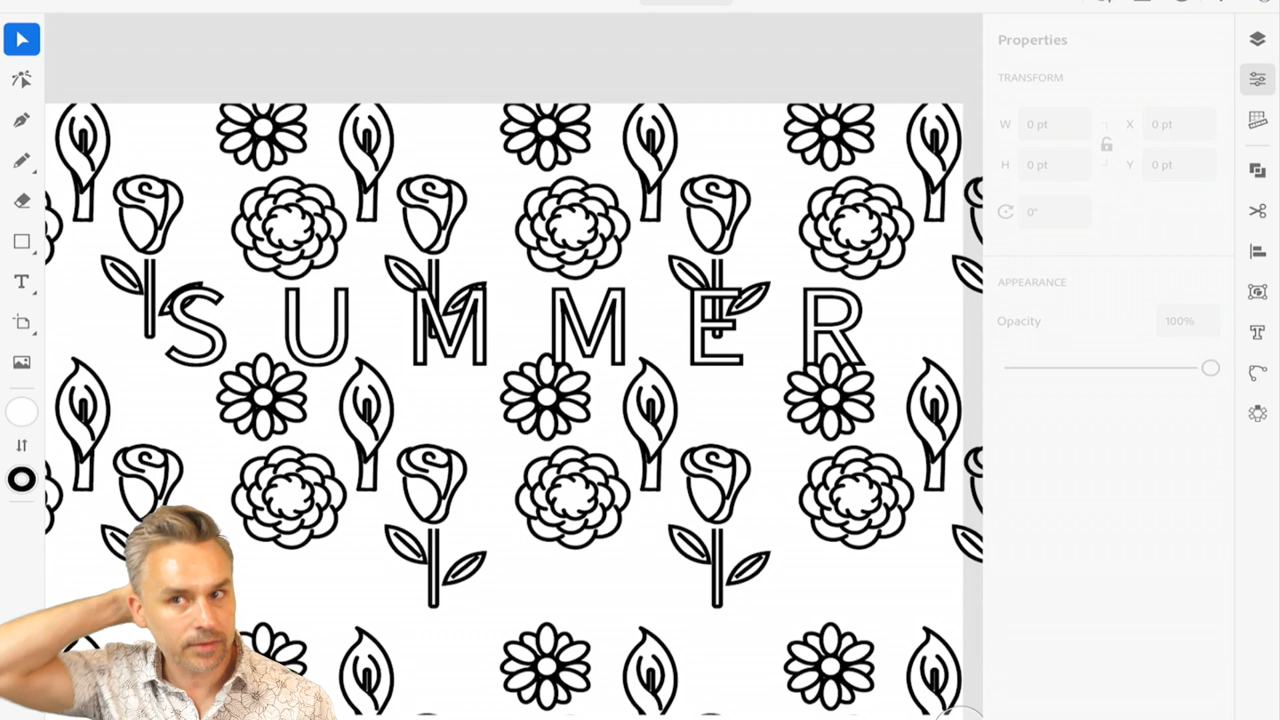 Properties
TRANSFORM
W 0 pt X 0 pt
H 0 pt Y 0 pt
0°
SUMMER
APPEARANCE
Opacity 100%